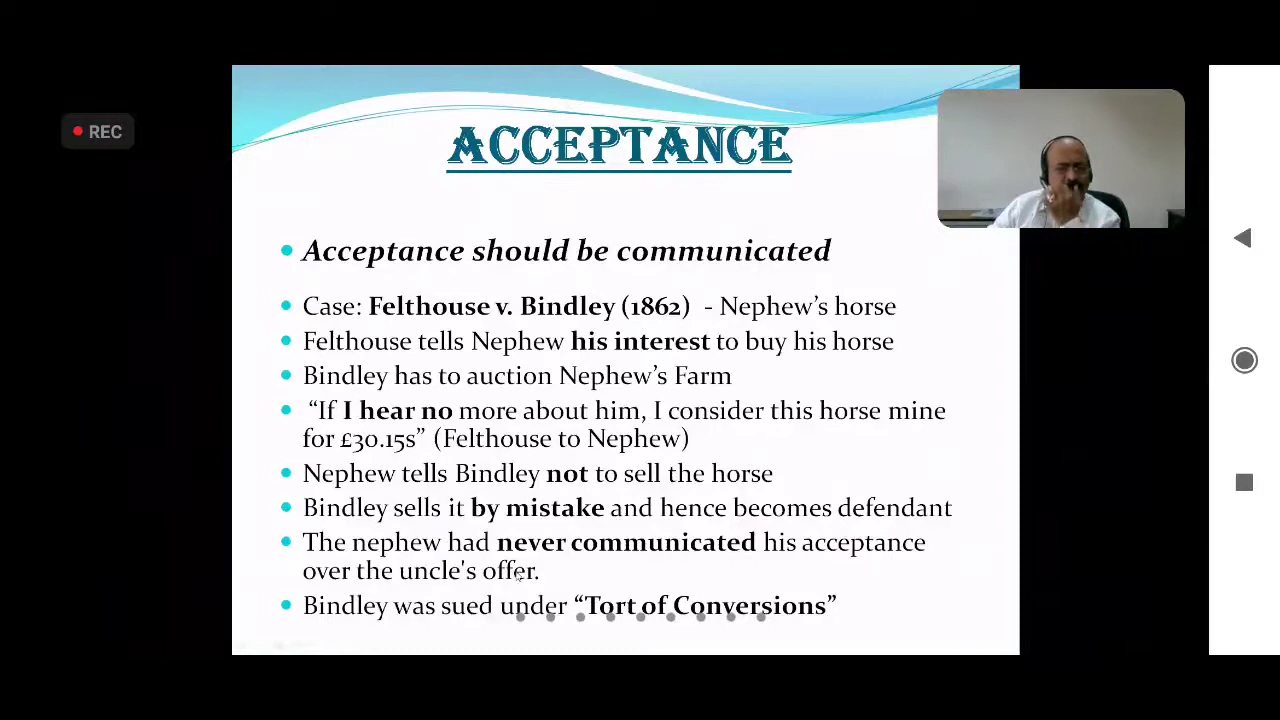 REC
ACCEPTANCE
• Acceptance should be communicated
• Case: Felthouse v. Bindley (1862) - Nephew’s horse
• Felthouse tells Nephew his interest to buy his horse
• Bindley has to auction Nephew’s Farm
• “If I hear no more about him, I consider this horse mine
for £30.15s” (Felthouse to Nephew)
• Nephew tells Bindley not to sell the horse
• Bindley sells it by mistake and hence becomes defendant
• The nephew had never communicated his acceptance
over the uncle's offer.
• Bindley was sued under “Tort of Conversions”